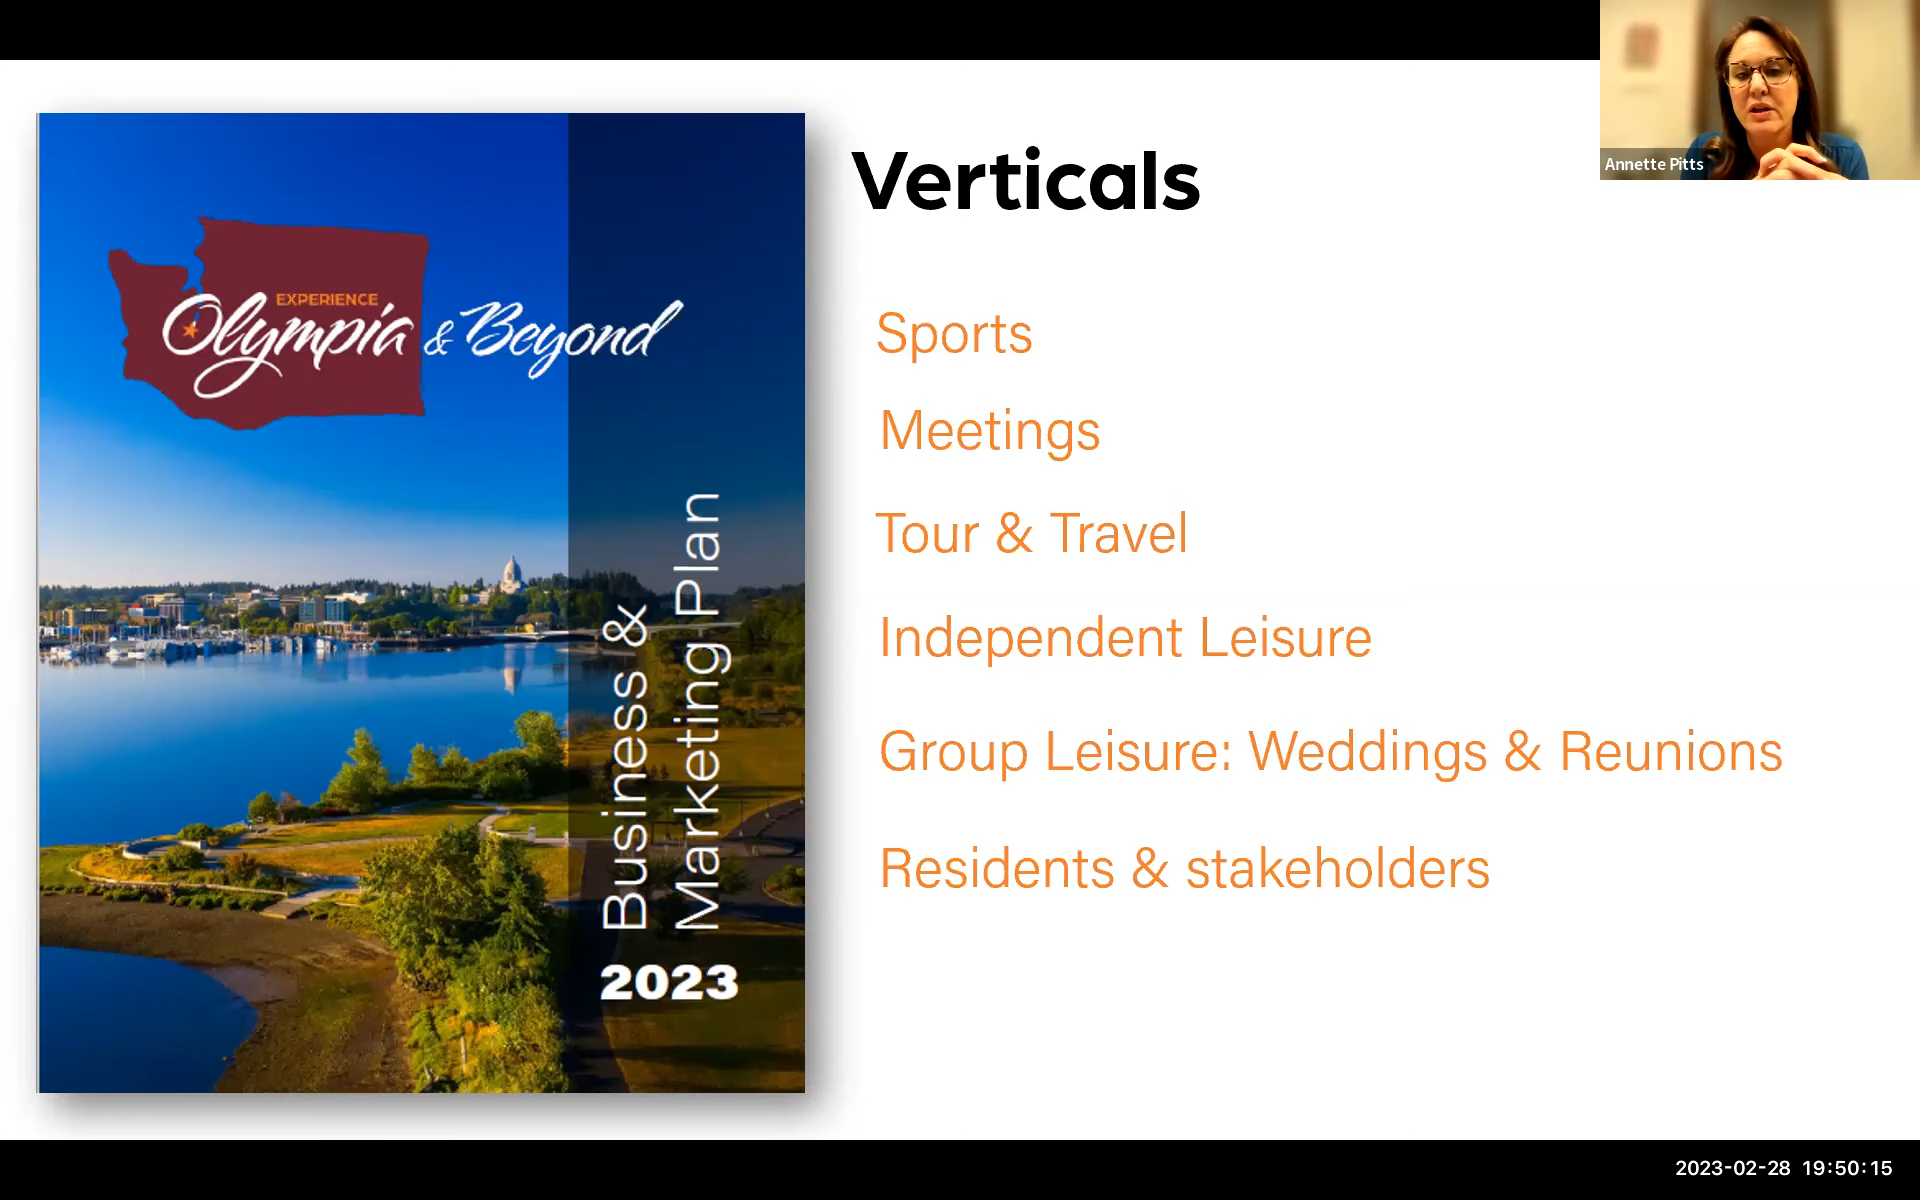 Annette Pitts
EXPERIENCE
Olympia & Beyond
Business &
Marketing Plan
2023
Verticals
Sports
Meetings
Tour & Travel
Independent Leisure
Group Leisure: Weddings & Reunions
Residents & stakeholders
2023-02-28 19:50:15